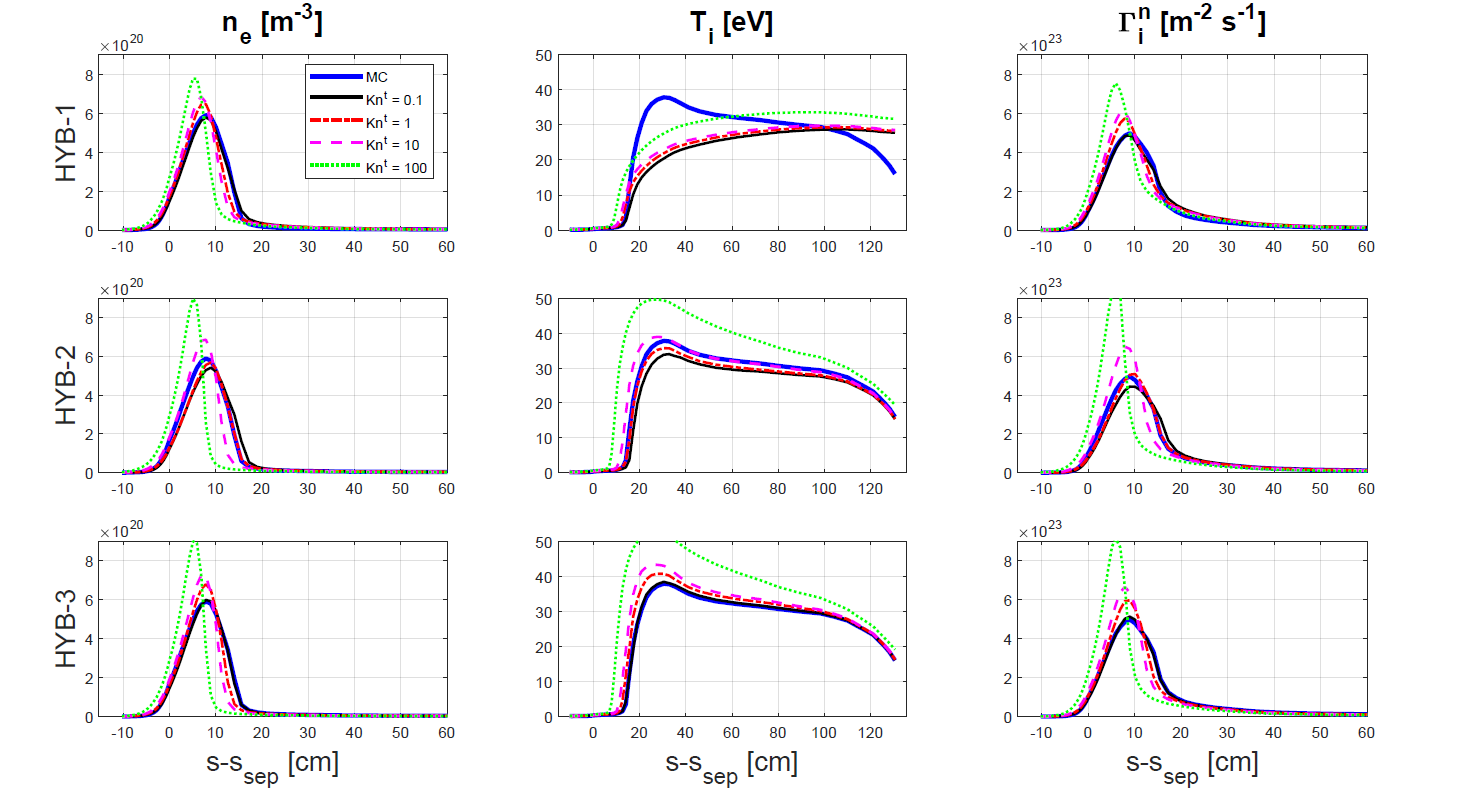 n_e [m^-3] T_i [eV] Γ_i^n [m^-2 s^-1]
×10^20 ×10^23
HYB-1
8 6 4 2 0
-10 0 10 20 30 40 50 60
MC
Kn^t = 0.1
Kn^t = 1
Kn^t = 10
Kn^t = 100
50 40 30 20 10 0
0 20 40 60 80 100 120
8 6 4 2 0
-10 0 10 20 30 40 50 60
×10^20 ×10^23
HYB-2
8 6 4 2 0
-10 0 10 20 30 40 50 60
50 40 30 20 10 0
0 20 40 60 80 100 120
8 6 4 2 0
-10 0 10 20 30 40 50 60
×10^20 ×10^23
HYB-3
8 6 4 2 0
-10 0 10 20 30 40 50 60
50 40 30 20 10 0
0 20 40 60 80 100 120
8 6 4 2 0
-10 0 10 20 30 40 50 60
s-s_sep [cm] s-s_sep [cm] s-s_sep [cm]